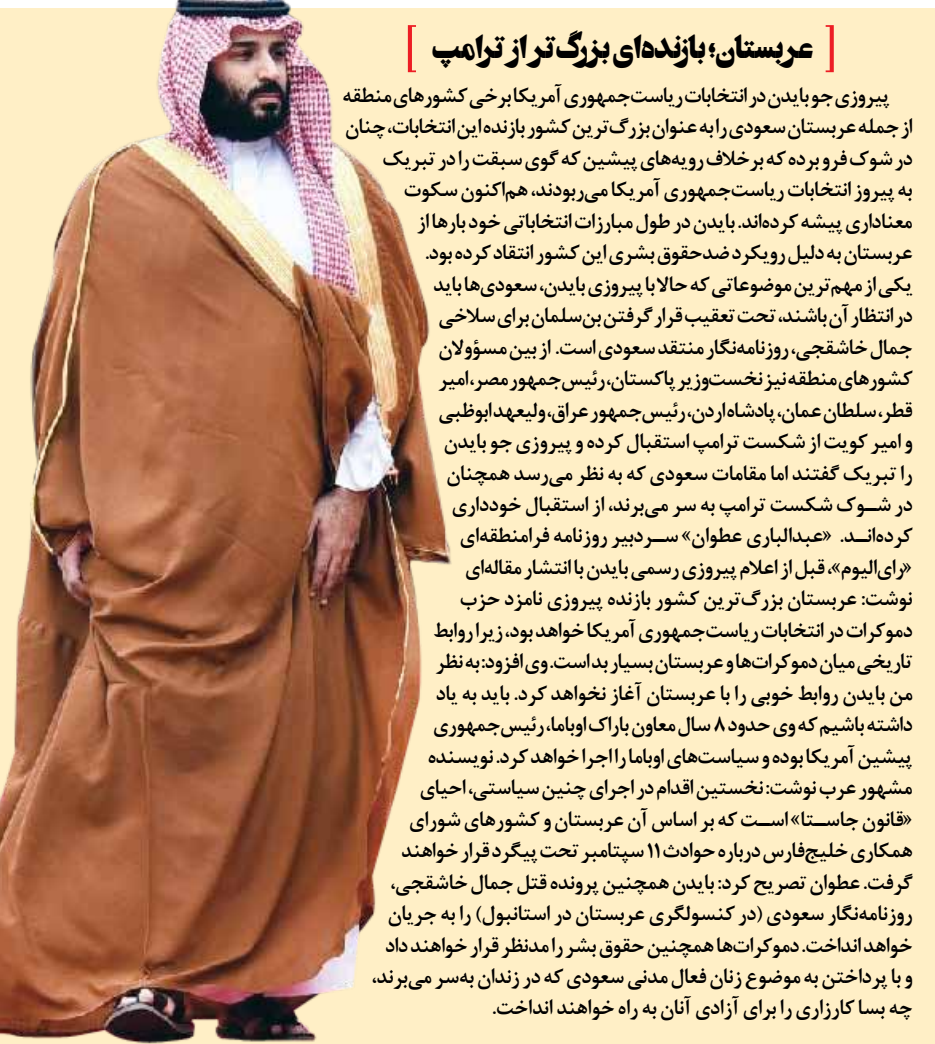 [ عربستان؛ بازنده‌ای بزرگ‌تر از ترامپ ]
پیروزی جو بایدن در انتخابات ریاست‌جمهوری آمریکا برخی کشورهای منطقه
از جمله عربستان سعودی را به عنوان بزرگ‌ترین کشور بازنده این انتخابات، چنان
در شوک فرو برده که برخلاف رویه‌های پیشین که گوی سبقت را در تبریک
به پیروز انتخابات ریاست‌جمهوری آمریکا می‌ربودند، هم‌اکنون سکوت
معناداری پیشه کرده‌اند. بایدن در طول مبارزات انتخاباتی خود بارها از
عربستان به دلیل رویکرد ضدحقوق بشری این کشور انتقاد کرده بود.
یکی از مهم‌ترین موضوعاتی که حالا با پیروزی بایدن، سعودی‌ها باید
در انتظار آن باشند، تحت تعقیب قرار گرفتن بن‌سلمان برای سلاخی
جمال خاشقجی، روزنامه‌نگار منتقد سعودی است. از بین مسؤولان
کشورهای منطقه نیز نخست‌وزیر پاکستان، رئیس‌جمهور مصر، امیر
قطر، سلطان عمان، پادشاه اردن، رئیس‌جمهور عراق، ولیعهد ابوظبی
و امیر کویت از شکست ترامپ استقبال کرده و پیروزی جو بایدن
را تبریک گفتند اما مقامات سعودی که به نظر می‌رسد همچنان
در شوک شکست ترامپ به سر می‌برند، از استقبال خودداری
کرده‌اند. «عبدالباری عطوان» سردبیر روزنامه فرامنطقه‌ای
«رای‌الیوم»، قبل از اعلام پیروزی رسمی بایدن با انتشار مقاله‌ای
نوشت: عربستان بزرگ‌ترین کشور بازنده پیروزی نامزد حزب
دموکرات در انتخابات ریاست‌جمهوری آمریکا خواهد بود، زیرا روابط
تاریخی میان دموکرات‌ها و عربستان بسیار بد است. وی افزود: به نظر
من بایدن روابط خوبی را با عربستان آغاز نخواهد کرد. باید به یاد
داشته باشیم که وی حدود ۸ سال معاون باراک اوباما، رئیس‌جمهوری
پیشین آمریکا بوده و سیاست‌های اوباما را اجرا خواهد کرد. نویسنده
مشهور عرب نوشت: نخستین اقدام در اجرای چنین سیاستی، احیای
«قانون جاستا» است که بر اساس آن عربستان و کشورهای شورای
همکاری خلیج‌فارس درباره حوادث ۱۱ سپتامبر تحت پیگرد قرار خواهند
گرفت. عطوان تصریح کرد: بایدن همچنین پرونده قتل جمال خاشقجی،
روزنامه‌نگار سعودی (در کنسولگری عربستان در استانبول) را به جریان
خواهد انداخت. دموکرات‌ها همچنین حقوق بشر را مدنظر قرار خواهند داد
و با پرداختن به موضوع زنان فعال مدنی سعودی که در زندان به‌سر می‌برند،
چه بسا کارزاری را برای آزادی آنان به راه خواهند انداخت.